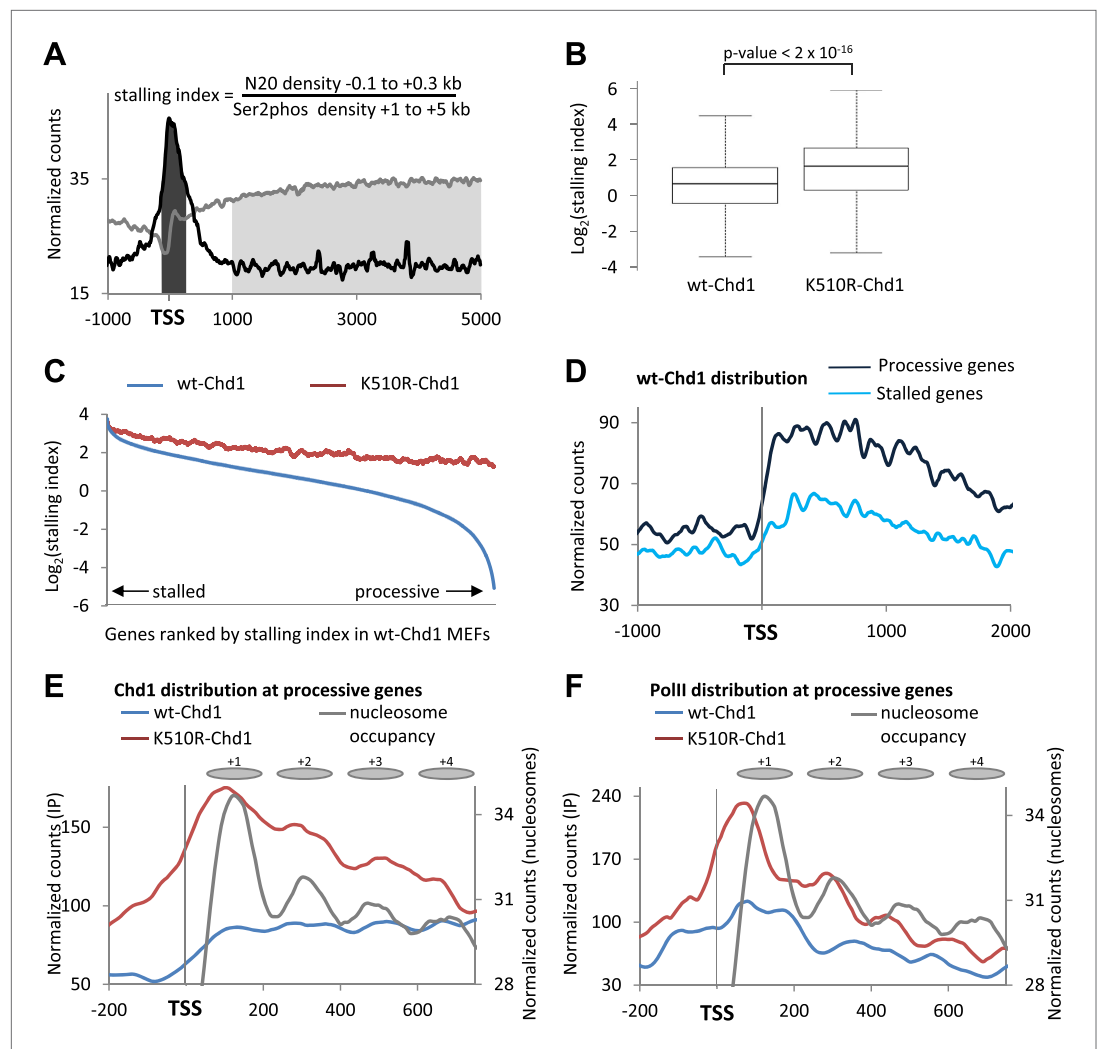 A
stalling index = N20 density -0.1 to +0.3 kb
Ser2phos density +1 to +5 kb
Normalized counts
35
15
-1000 TSS 1000 3000 5000
B
p-value < 2 x 10-16
Log2(stalling index)
6
4
2
0
-2
-4
wt-Chd1 K510R-Chd1
C
wt-Chd1 K510R-Chd1
Log2(stalling index)
4
2
0
-2
-4
-6
stalled processive
Genes ranked by stalling index in wt-Chd1 MEFs
D
wt-Chd1 distribution
Processive genes
Stalled genes
Normalized counts
90
70
50
30
-1000 TSS 1000 2000
E
Chd1 distribution at processive genes
wt-Chd1
K510R-Chd1
nucleosome
occupancy
+1 +2 +3 +4
Normalized counts (IP)
150
100
50
Normalized counts (nucleosomes)
34
31
28
-200 TSS 200 400 600
F
PolII distribution at processive genes
wt-Chd1
K510R-Chd1
nucleosome
occupancy
+1 +2 +3 +4
Normalized counts (IP)
240
170
100
30
Normalized counts (nucleosomes)
34
31
28
-200 TSS 200 400 600